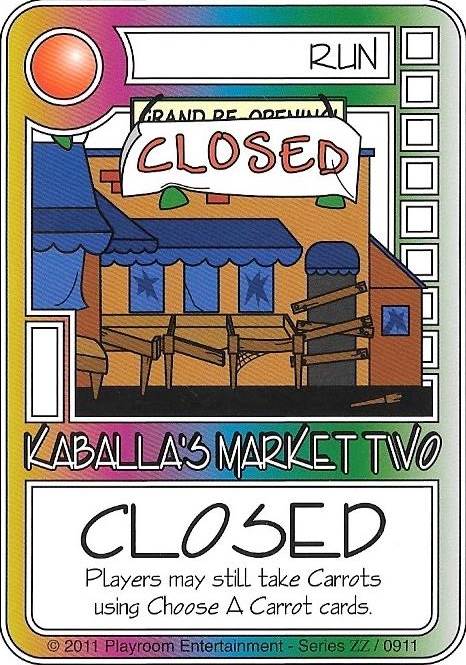 RUN
GRAND RE-OPENING!
CLOSED
KABALLA'S MARKET TWO
CLOSED
Players may still take Carrots
using Choose A Carrot cards.
© 2011 Playroom Entertainment - Series ZZ / 0911